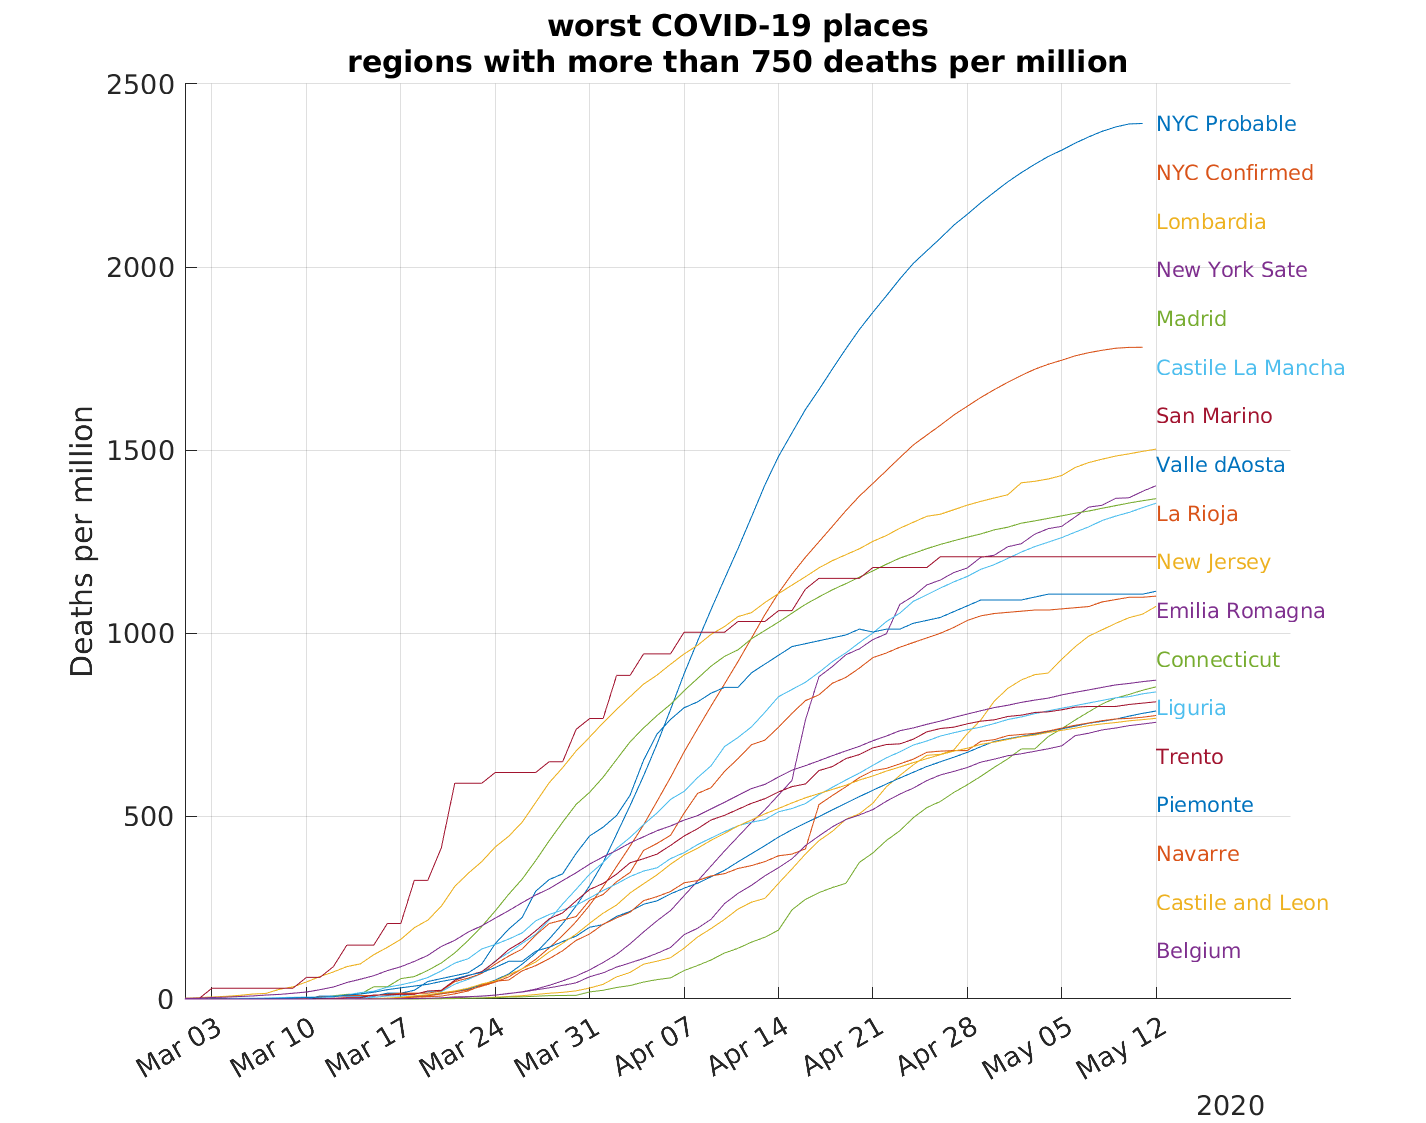 worst COVID-19 places
regions with more than 750 deaths per million
Deaths per million
2500
2000
1500
1000
500
0
NYC Probable
NYC Confirmed
Lombardia
New York Sate
Madrid
Castile La Mancha
San Marino
Valle dAosta
La Rioja
New Jersey
Emilia Romagna
Connecticut
Liguria
Trento
Piemonte
Navarre
Castile and Leon
Belgium
Mar 03
Mar 10
Mar 17
Mar 24
Mar 31
Apr 07
Apr 14
Apr 21
Apr 28
May 05
May 12
2020